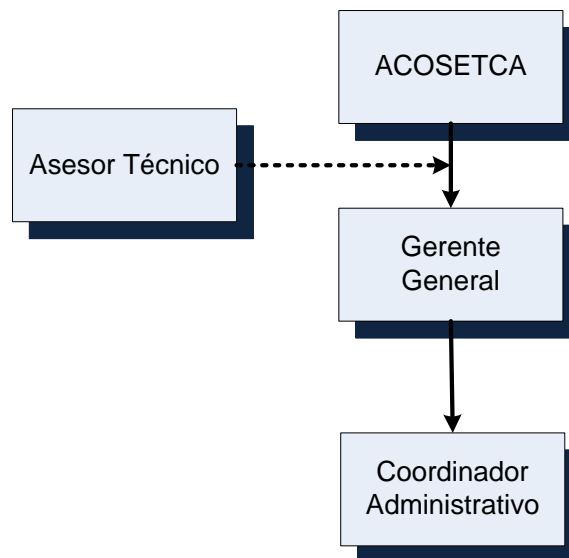 ACOSETCA
Asesor Técnico
Gerente
General
Coordinador
Administrativo